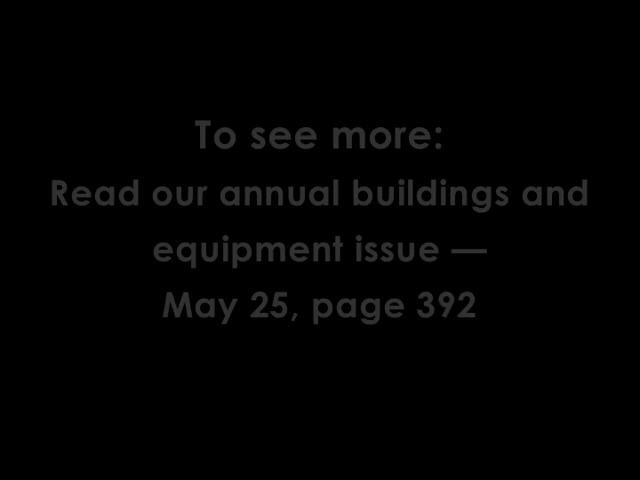 To see more:
Read our annual buildings and
equipment issue —
May 25, page 392